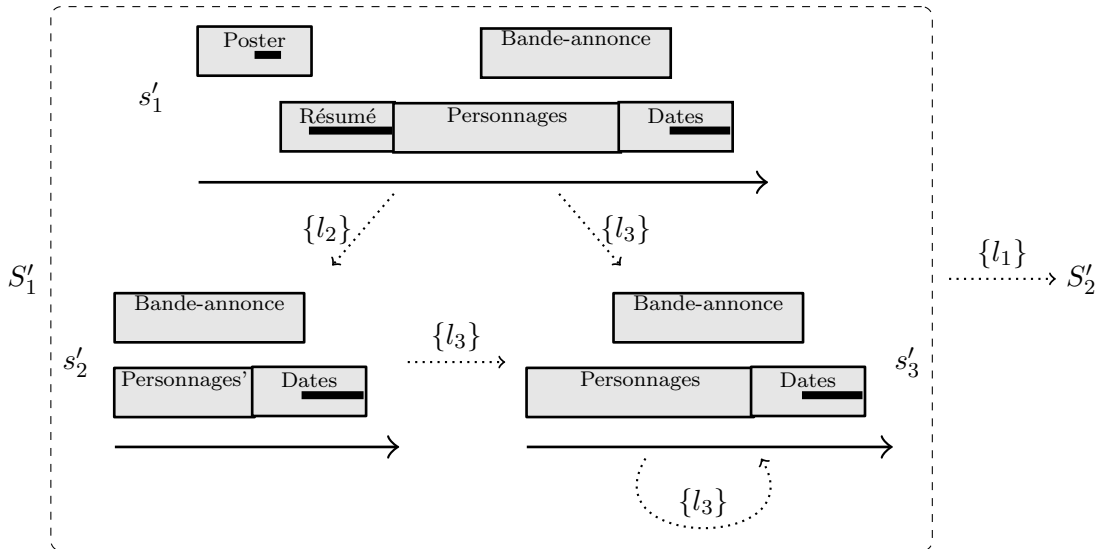 Poster
Bande-annonce
s′₁
Résumé
Personnages
Dates
{l₂}
{l₃}
S′₁
{l₁}
S′₂
Bande-annonce
Bande-annonce
s′₂
{l₃}
s′₃
Personnages’
Dates
Personnages
Dates
{l₃}